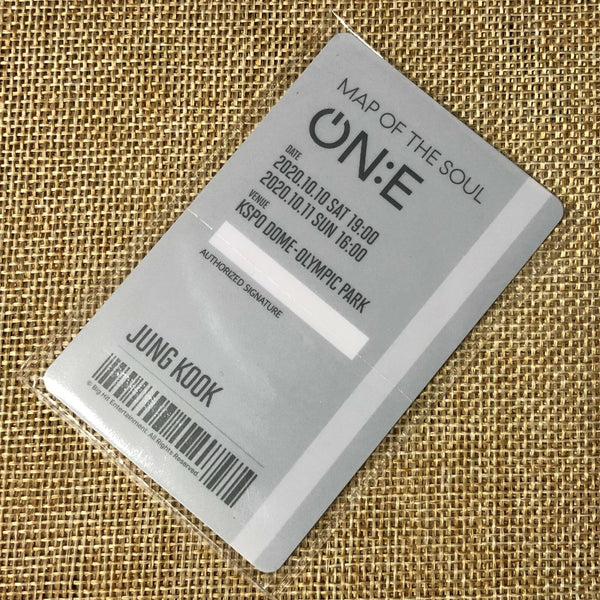 MAP OF THE SOUL
ON:E
DATE
2020.10.10 SAT 19:00
2020.10.11 SUN 16:00
VENUE
KSPO DOME-OLYMPIC PARK
AUTHORIZED SIGNATURE
JUNG KOOK
© Big Hit Entertainment. All Rights Reserved.